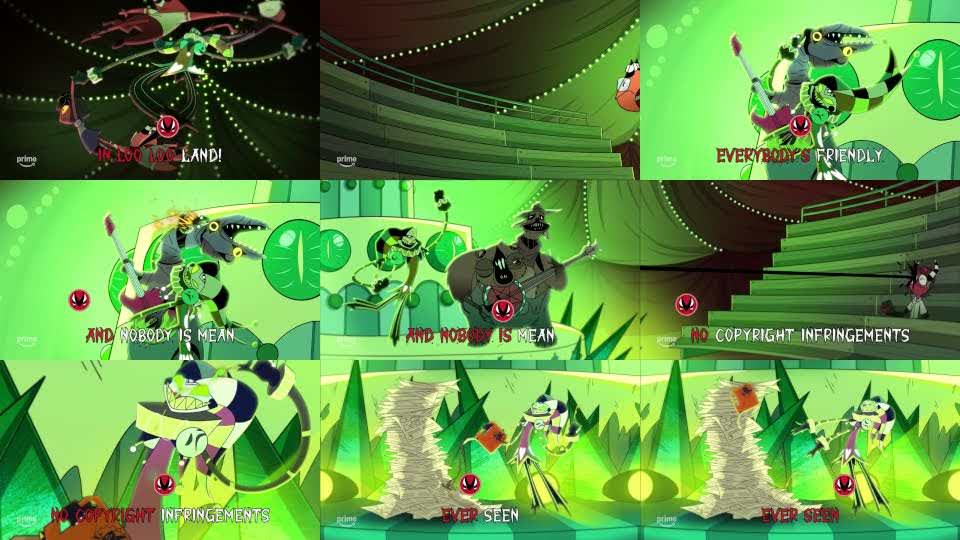 IN LOO LOO LAND!
prime
prime
EVERYBODY'S FRIENDLY
prime
AND NOBODY IS MEAN
prime
AND NOBODY IS MEAN
prime
NO COPYRIGHT INFRINGEMENTS
prime
NO COPYRIGHT INFRINGEMENTS
prime
EVER SEEN
prime
EVER SEEN
prime